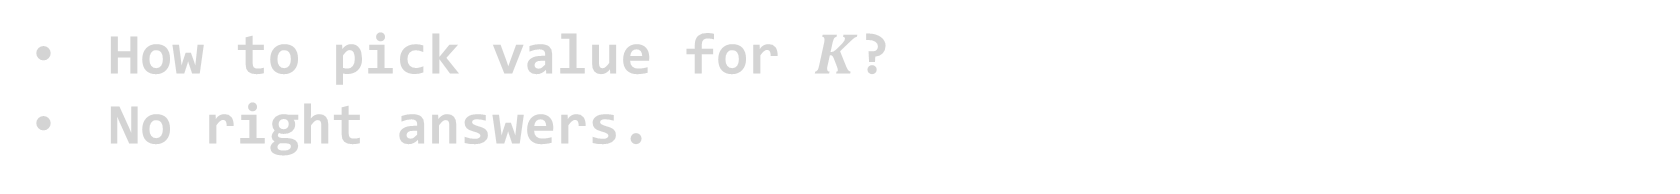 • How to pick value for K?
• No right answers.